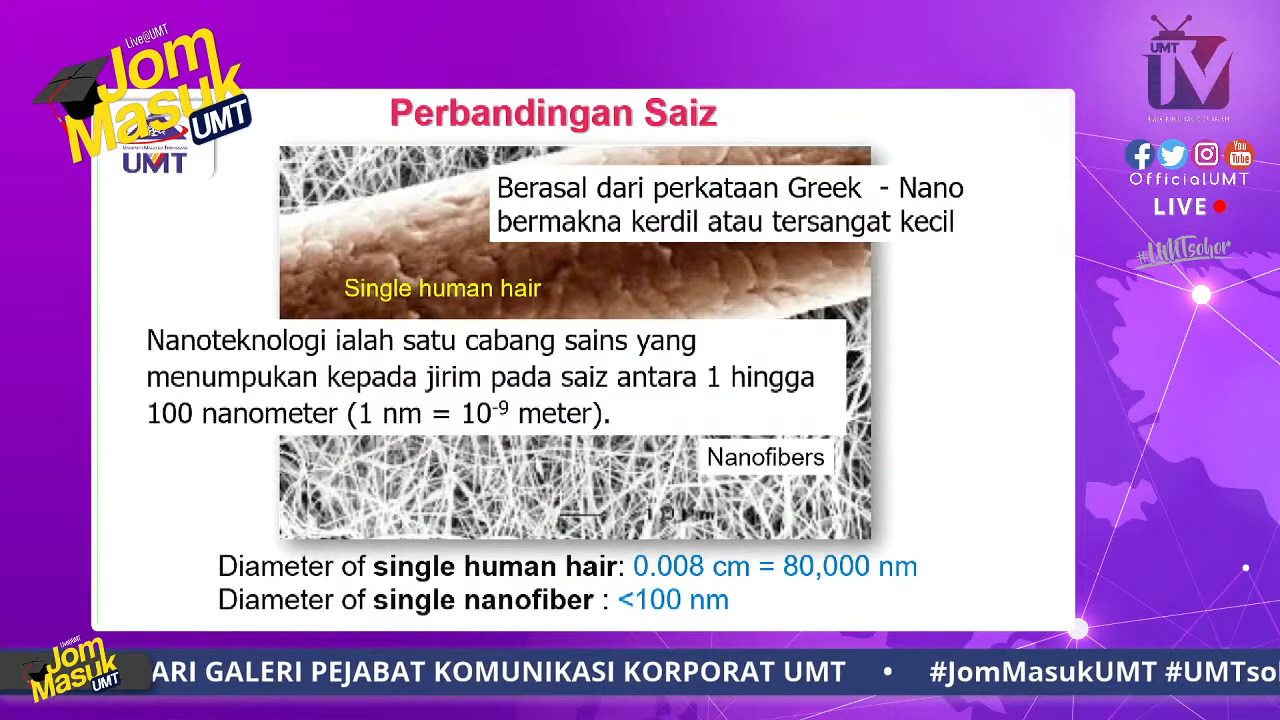 Live@UMT
Jom
Masuk
UMT
UMT
UMT
OfficialUMT
LIVE
#UMTsohor
Perbandingan Saiz
Berasal dari perkataan Greek - Nano
bermakna kerdil atau tersangat kecil
Single human hair
Nanoteknologi ialah satu cabang sains yang
menumpukan kepada jirim pada saiz antara 1 hingga
100 nanometer (1 nm = 10⁻⁹ meter).
Nanofibers
Diameter of single human hair: 0.008 cm = 80,000 nm
Diameter of single nanofiber : <100 nm
Live@UMT
Jom
Masuk
UMT
ARI GALERI PEJABAT KOMUNIKASI KORPORAT UMT • #JomMasukUMT #UMTso